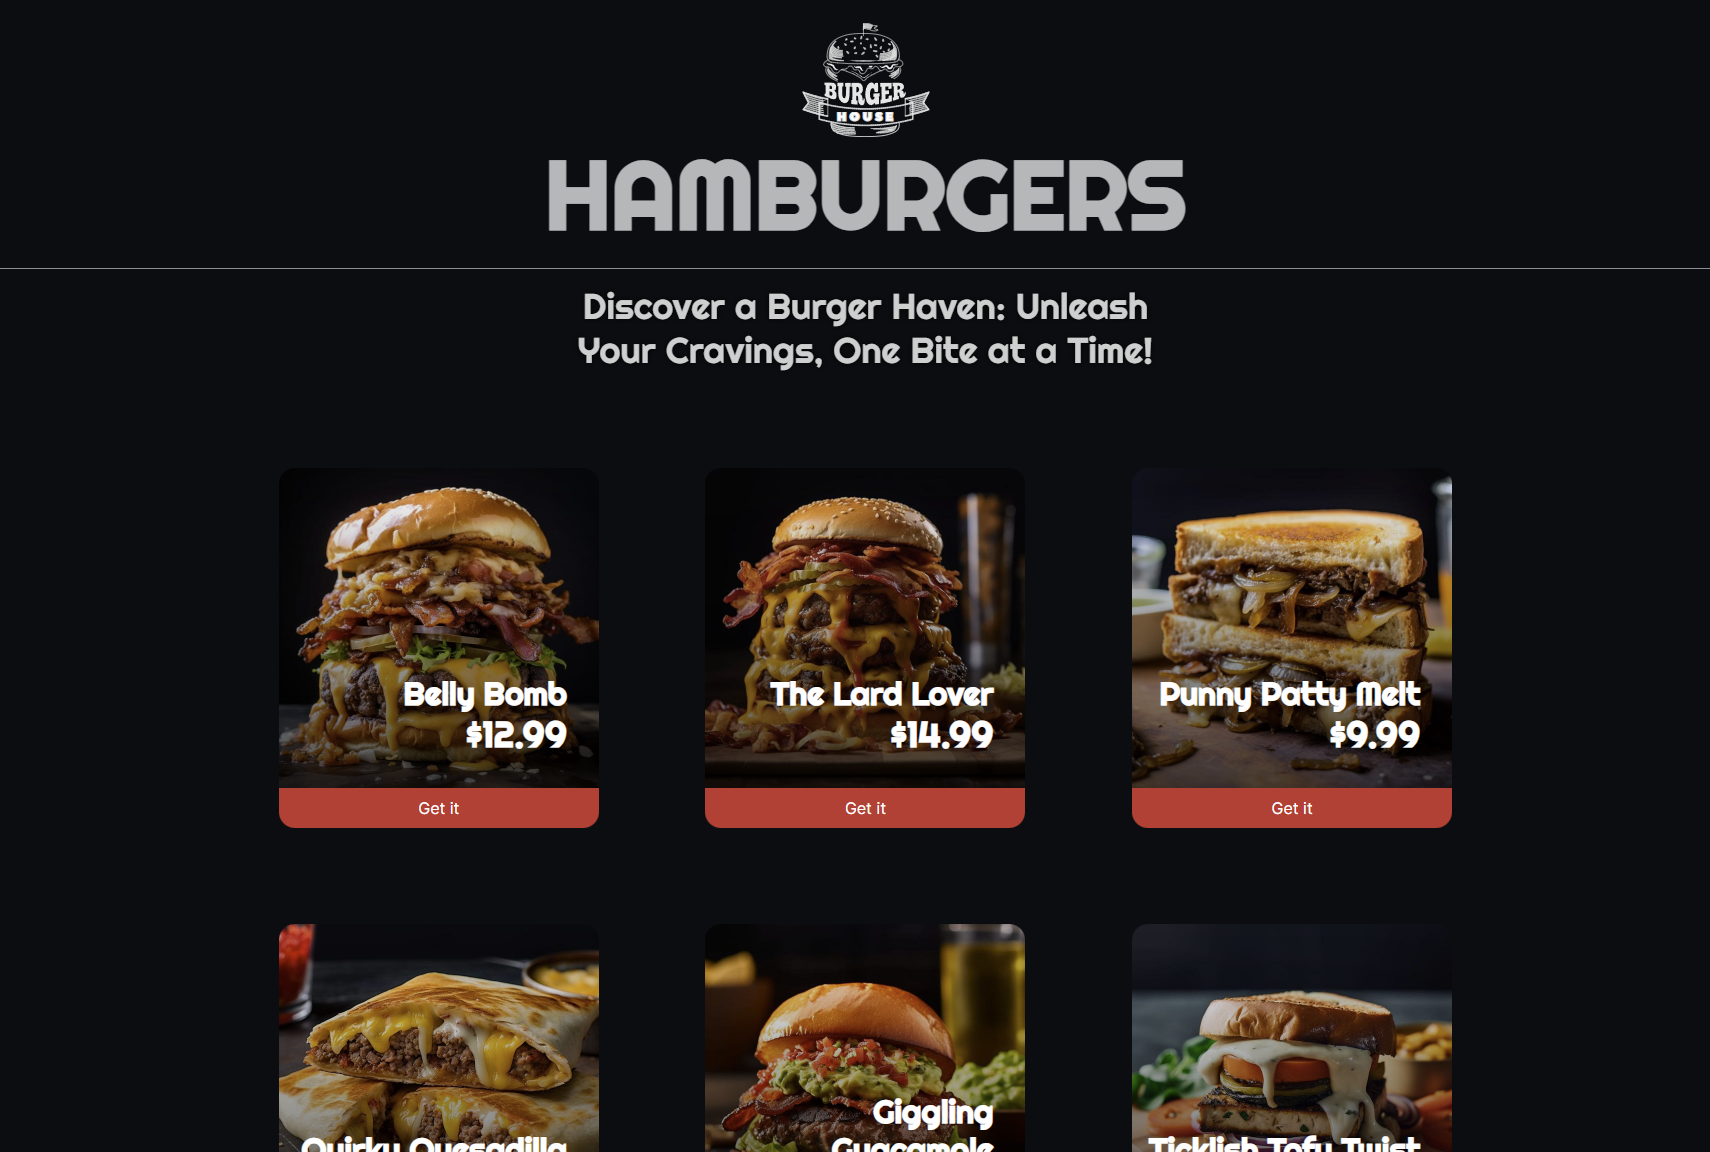 BURGER
HOUSE
HAMBURGERS
Discover a Burger Haven: Unleash
Your Cravings, One Bite at a Time!
Belly Bomb
$12.99
Get it
The Lard Lover
$14.99
Get it
Punny Patty Melt
$9.99
Get it
Quirky Quesadilla
Giggling
Guacamole
Ticklish Tofu Twist